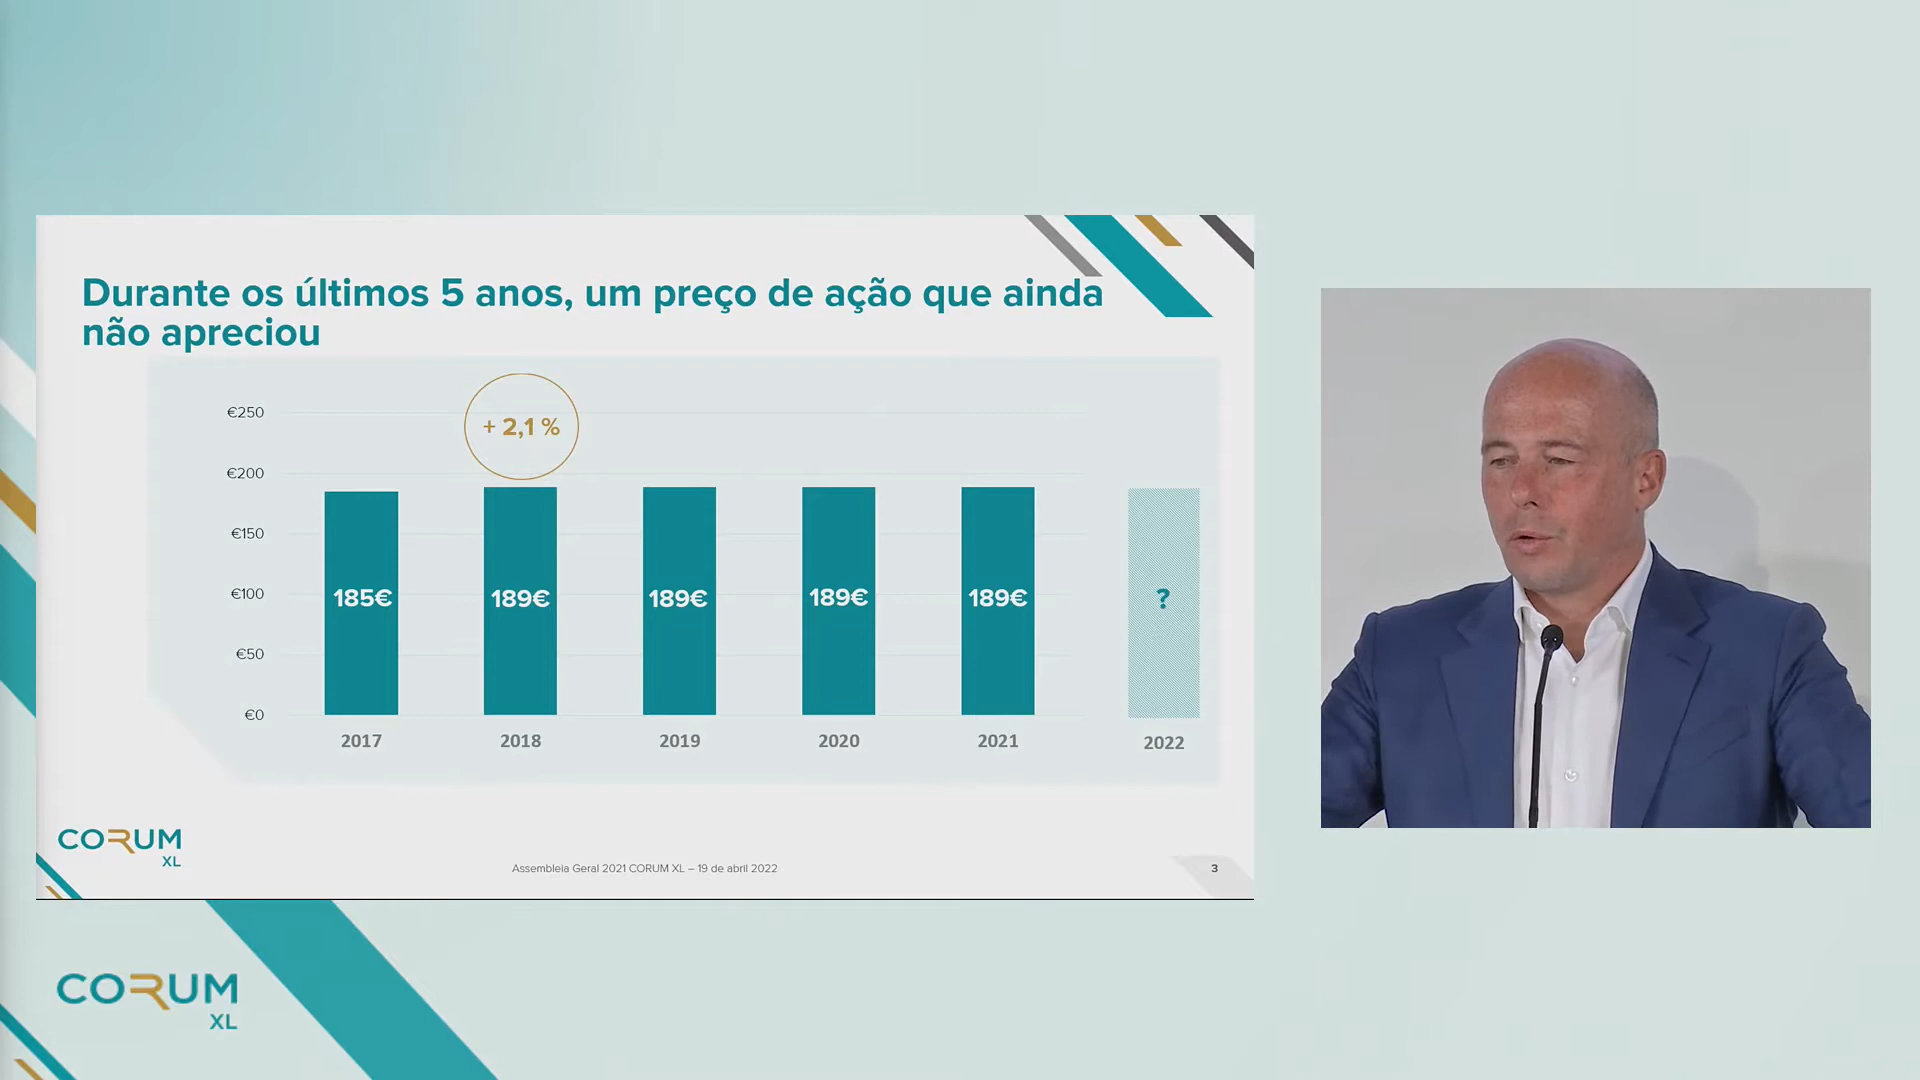 Durante os últimos 5 anos, um preço de ação que ainda
não apreciou
+ 2,1 %
€250
€200
€150
€100
€50
€0
185€
189€
189€
189€
189€
?
2017
2018
2019
2020
2021
2022
CORUM
XL
Assembleia Geral 2021 CORUM XL – 19 de abril 2022
3
CORUM
XL